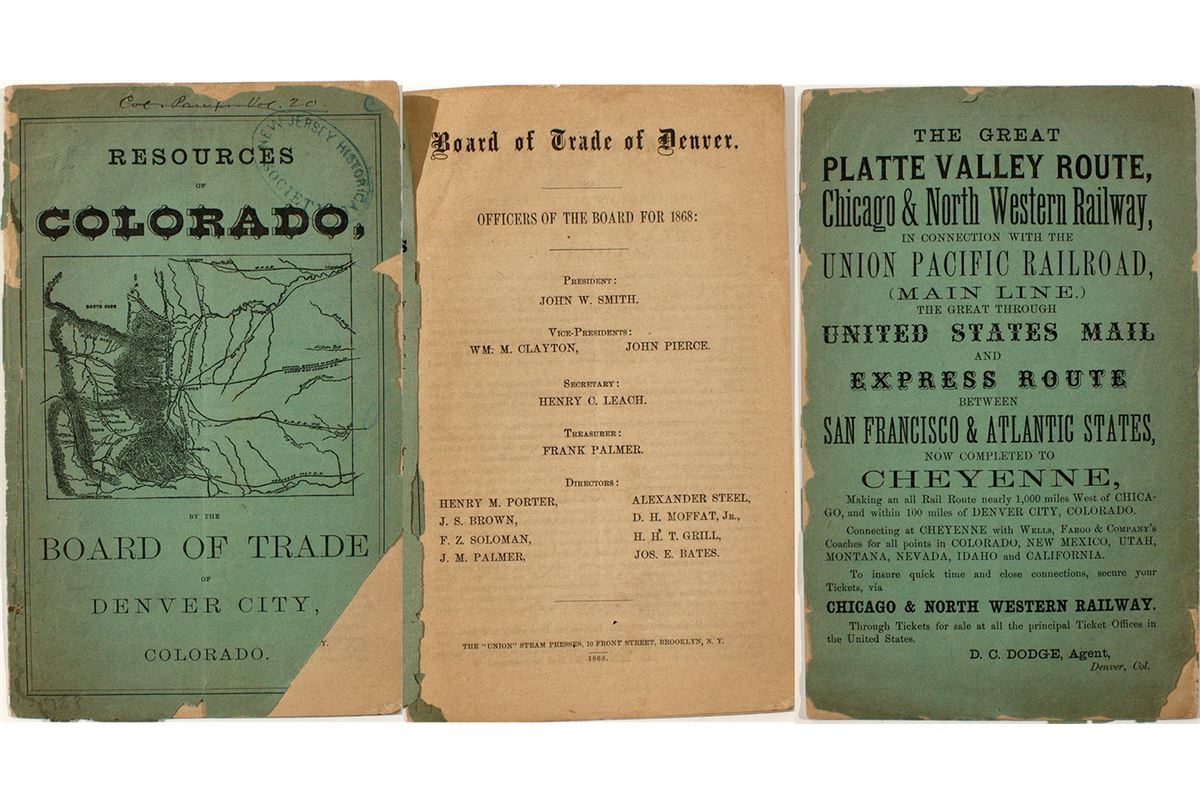 Col. Pamp. Vol. 20.
NEW JERSEY HISTORICA
SOCIETY
RESOURCES
OF
COLORADO,
NORTH PARK
BY THE
BOARD OF TRADE
OF
DENVER CITY,
COLORADO.
Board of Trade of Denver.
OFFICERS OF THE BOARD FOR 1868:
PRESIDENT:
JOHN W. SMITH.
VICE-PRESIDENTS:
WM. M. CLAYTON, JOHN PIERCE.
SECRETARY:
HENRY C. LEACH.
TREASURER:
FRANK PALMER.
DIRECTORS:
HENRY M. PORTER, ALEXANDER STEEL,
J. S. BROWN, D. H. MOFFAT, JR.,
F. Z. SOLOMAN, H. H. T. GRILL,
J. M. PALMER, JOS. E. BATES.
THE "UNION" STEAM PRESSES, 10 FRONT STREET, BROOKLYN, N. Y.
1868.
THE GREAT
PLATTE VALLEY ROUTE,
Chicago & North Western Railway,
IN CONNECTION WITH THE
UNION PACIFIC RAILROAD,
(MAIN LINE.)
THE GREAT THROUGH
UNITED STATES MAIL
AND
EXPRESS ROUTE
BETWEEN
SAN FRANCISCO & ATLANTIC STATES,
NOW COMPLETED TO
CHEYENNE,
Making an all Rail Route nearly 1,000 miles West of CHICA-
GO, and within 100 miles of DENVER CITY, COLORADO.
Connecting at CHEYENNE with WELLS, FARGO & COMPANY'S
Coaches for all points in COLORADO, NEW MEXICO, UTAH,
MONTANA, NEVADA, IDAHO and CALIFORNIA.
To insure quick time and close connections, secure your
Tickets, via
CHICAGO & NORTH WESTERN RAILWAY.
Through Tickets for sale at all the principal Ticket Offices in
the United States.
D. C. DODGE, Agent,
Denver, Col.